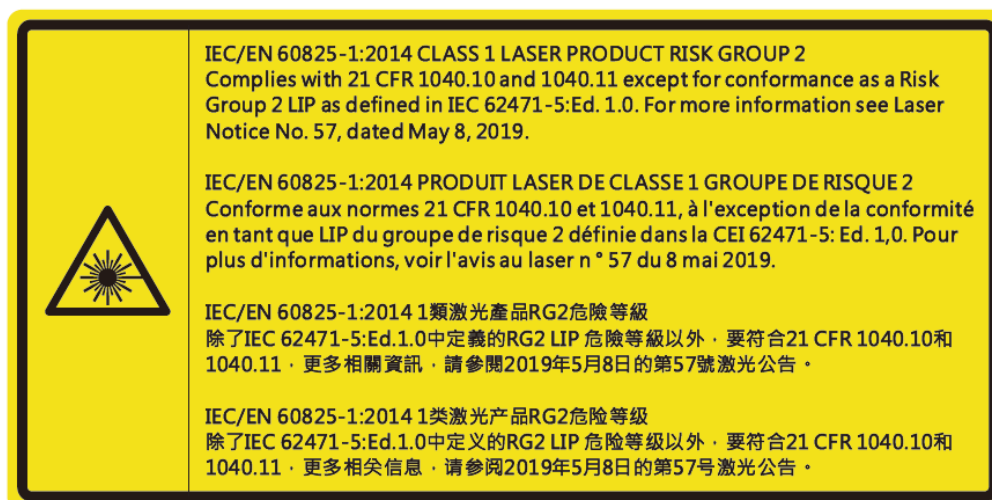 IEC/EN 60825-1:2014 CLASS 1 LASER PRODUCT RISK GROUP 2
Complies with 21 CFR 1040.10 and 1040.11 except for conformance as a Risk
Group 2 LIP as defined in IEC 62471-5:Ed. 1.0. For more information see Laser
Notice No. 57, dated May 8, 2019.
IEC/EN 60825-1:2014 PRODUIT LASER DE CLASSE 1 GROUPE DE RISQUE 2
Conforme aux normes 21 CFR 1040.10 et 1040.11, à l'exception de la conformité
en tant que LIP du groupe de risque 2 définie dans la CEI 62471-5: Ed. 1,0. Pour
plus d'informations, voir l'avis au laser n ° 57 du 8 mai 2019.
IEC/EN 60825-1:2014 1類激光產品RG2危險等級
除了IEC 62471-5:Ed.1.0中定義的RG2 LIP 危險等級以外，要符合21 CFR 1040.10和
1040.11，更多相關資訊，請參閱2019年5月8日的第57號激光公告。
IEC/EN 60825-1:2014 1类激光产品RG2危险等级
除了IEC 62471-5:Ed.1.0中定义的RG2 LIP 危险等级以外，要符合21 CFR 1040.10和
1040.11，更多相关信息，请参阅2019年5月8日的第57号激光公告。